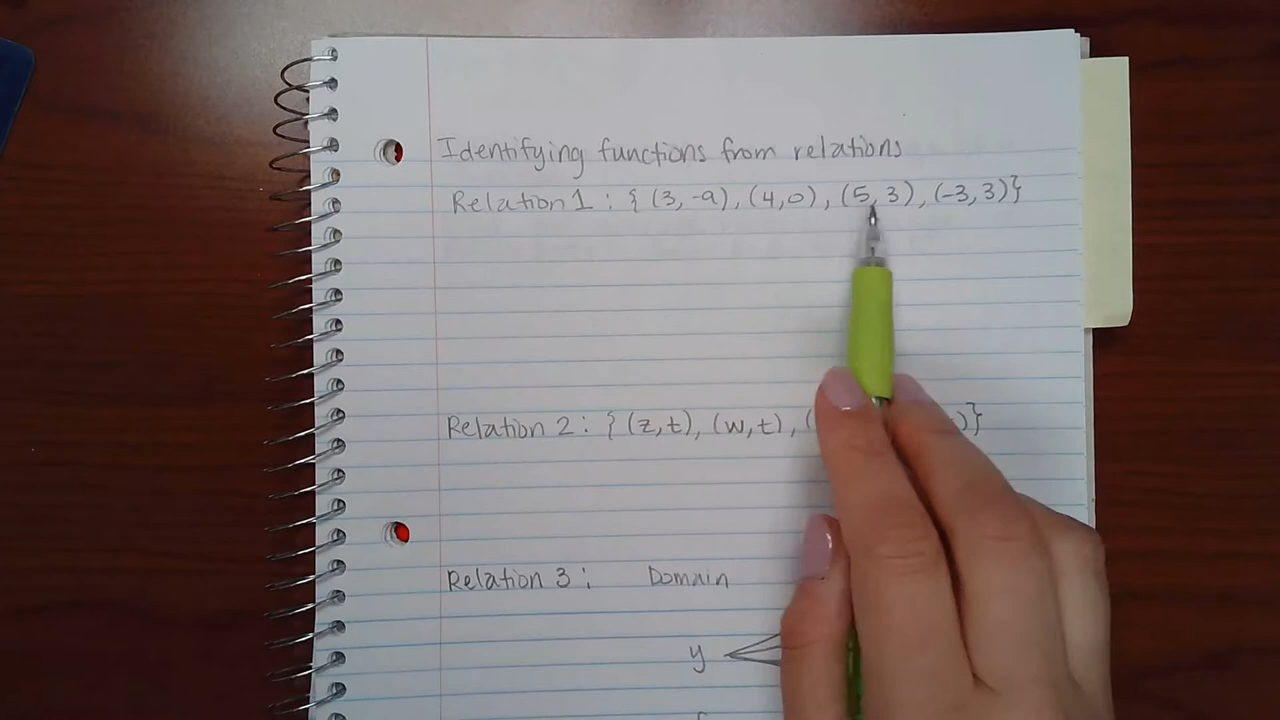 Identifying functions from relations
Relation 1 : { (3, -9), (4,0), (5, 3), (-3, 3)}
Relation 2 : { (z,t), (w,t), ( )}
Relation 3 : Domain
y